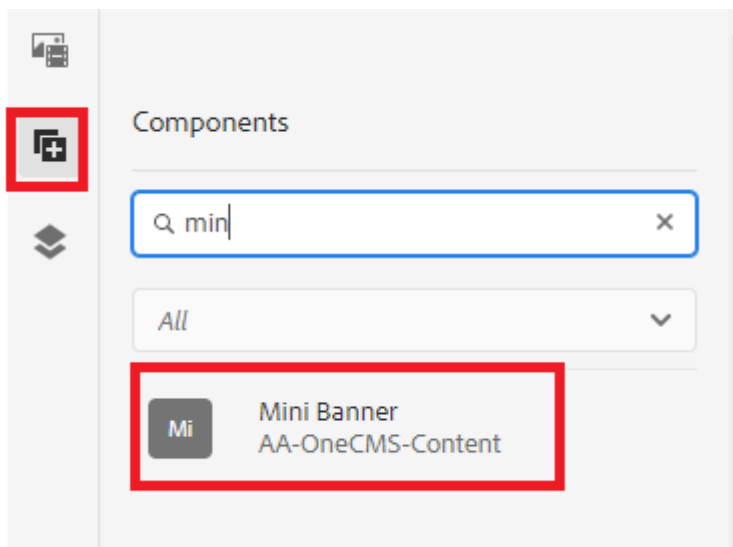 Components
min
All
Mi
Mini Banner
AA-OneCMS-Content